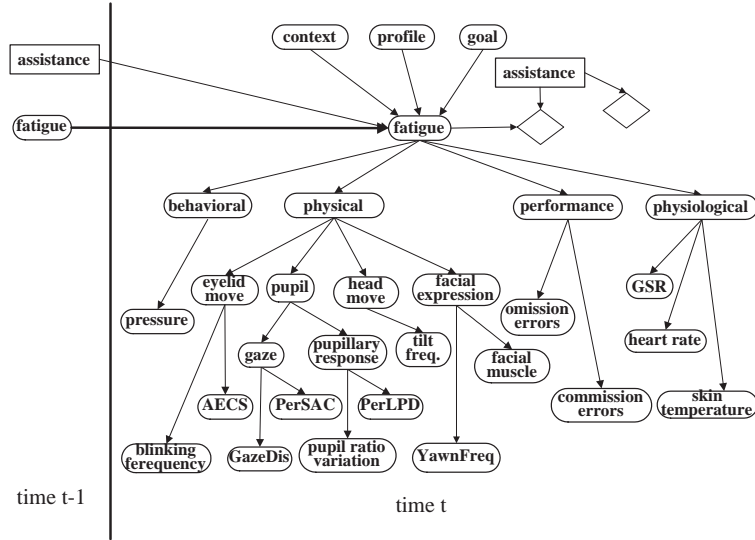 context
profile
goal
assistance
assistance
fatigue
fatigue
behavioral
physical
performance
physiological
eyelid
move
pupil
head
move
facial
expression
GSR
omission
errors
pressure
gaze
pupillary
response
tilt
freq.
heart rate
facial
muscle
AECS
PerSAC
PerLPD
commission
errors
skin
temperature
blinking
ferequency
GazeDis
pupil ratio
variation
YawnFreq
time t-1
time t